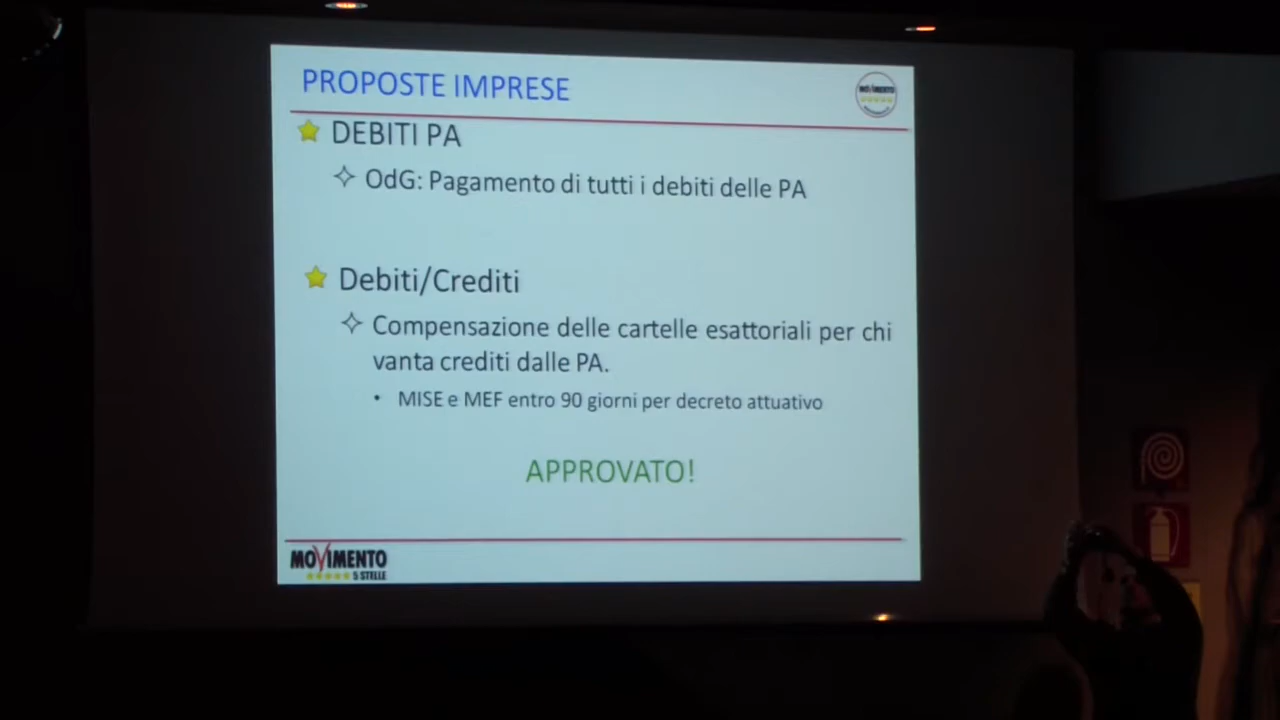 PROPOSTE IMPRESE
MOVIMENTO
DEBITI PA
OdG: Pagamento di tutti i debiti delle PA
Debiti/Crediti
Compensazione delle cartelle esattoriali per chi
vanta crediti dalle PA.
• MISE e MEF entro 90 giorni per decreto attuativo
APPROVATO!
MOVIMENTO
5 STELLE